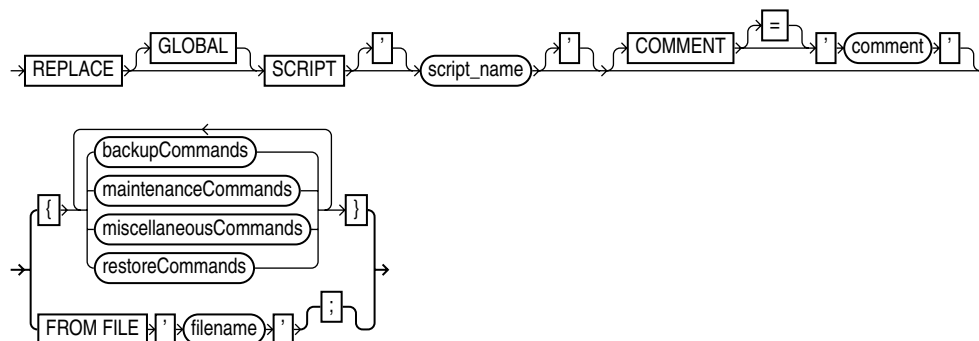 GLOBAL ' ' COMMENT = ' comment '
REPLACE SCRIPT script_name
backupCommands
maintenanceCommands
{ }
miscellaneousCommands
restoreCommands
FROM FILE ' filename ' ;